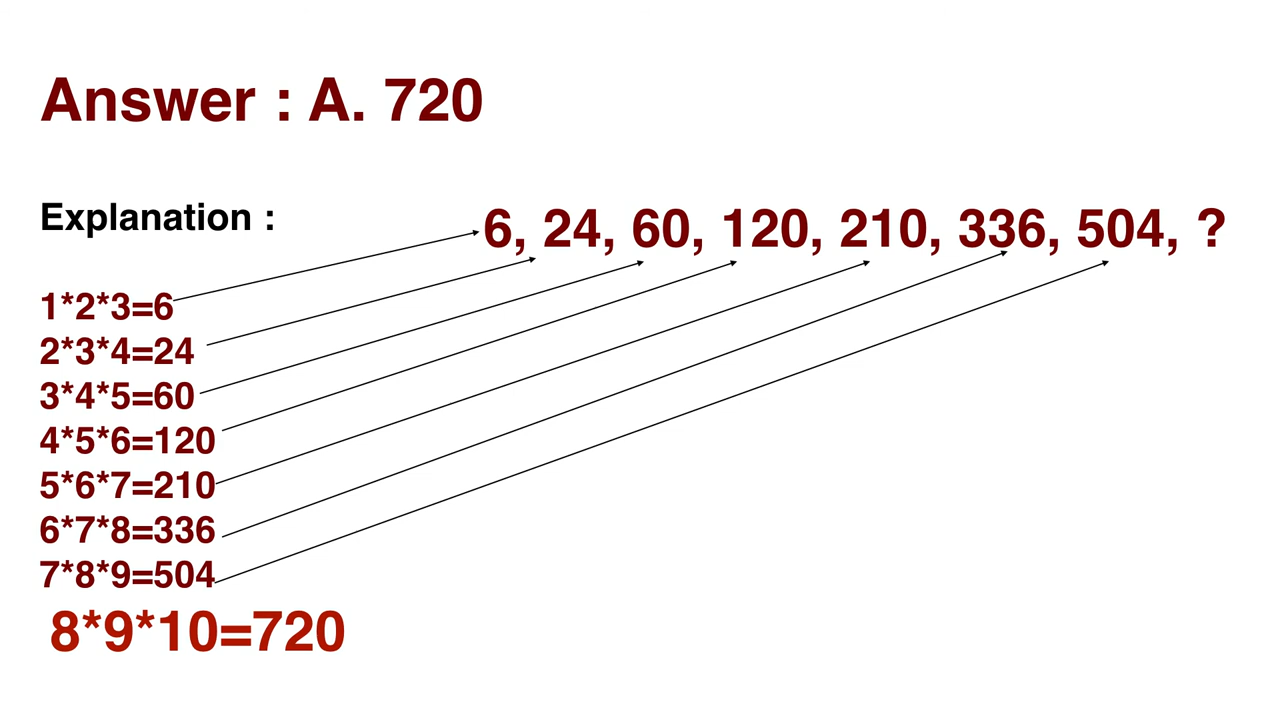 Answer : A. 720
Explanation :
6, 24, 60, 120, 210, 336, 504, ?
1*2*3=6
2*3*4=24
3*4*5=60
4*5*6=120
5*6*7=210
6*7*8=336
7*8*9=504
8*9*10=720